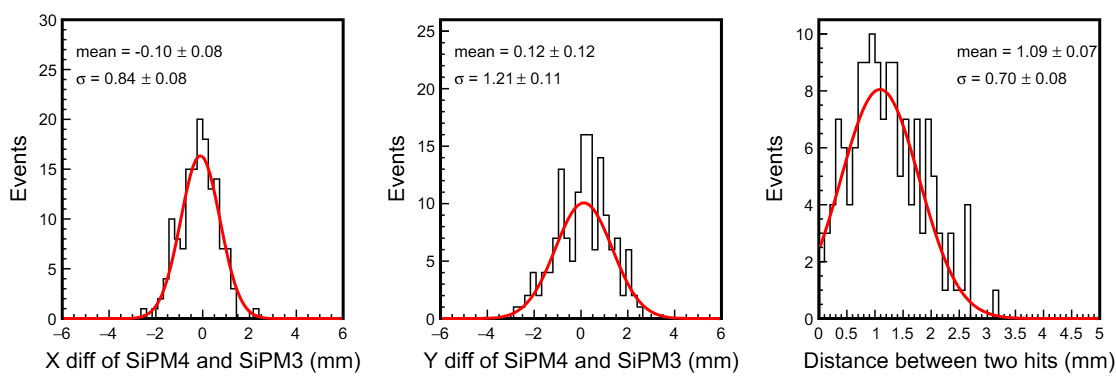 30
25
20
15
10
5
0
Events
mean = -0.10 ± 0.08
σ = 0.84 ± 0.08
−6 −4 −2 0 2 4 6
X diff of SiPM4 and SiPM3 (mm)
25
20
15
10
5
0
Events
mean = 0.12 ± 0.12
σ = 1.21 ± 0.11
−6 −4 −2 0 2 4 6
Y diff of SiPM4 and SiPM3 (mm)
10
8
6
4
2
0
Events
mean = 1.09 ± 0.07
σ = 0.70 ± 0.08
0 0.5 1 1.5 2 2.5 3 3.5 4 4.5 5
Distance between two hits (mm)